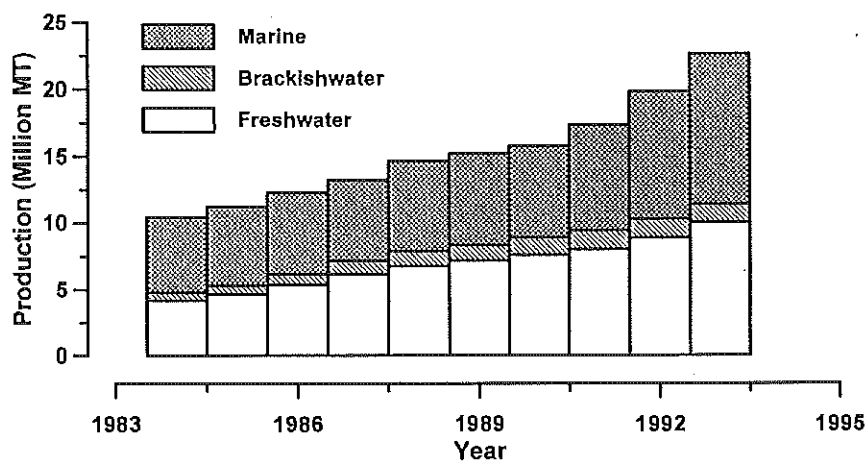 25
20
15
10
5
0
Production (Million MT)
Marine
Brackishwater
Freshwater
1983 1986 1989 1992 1995
Year